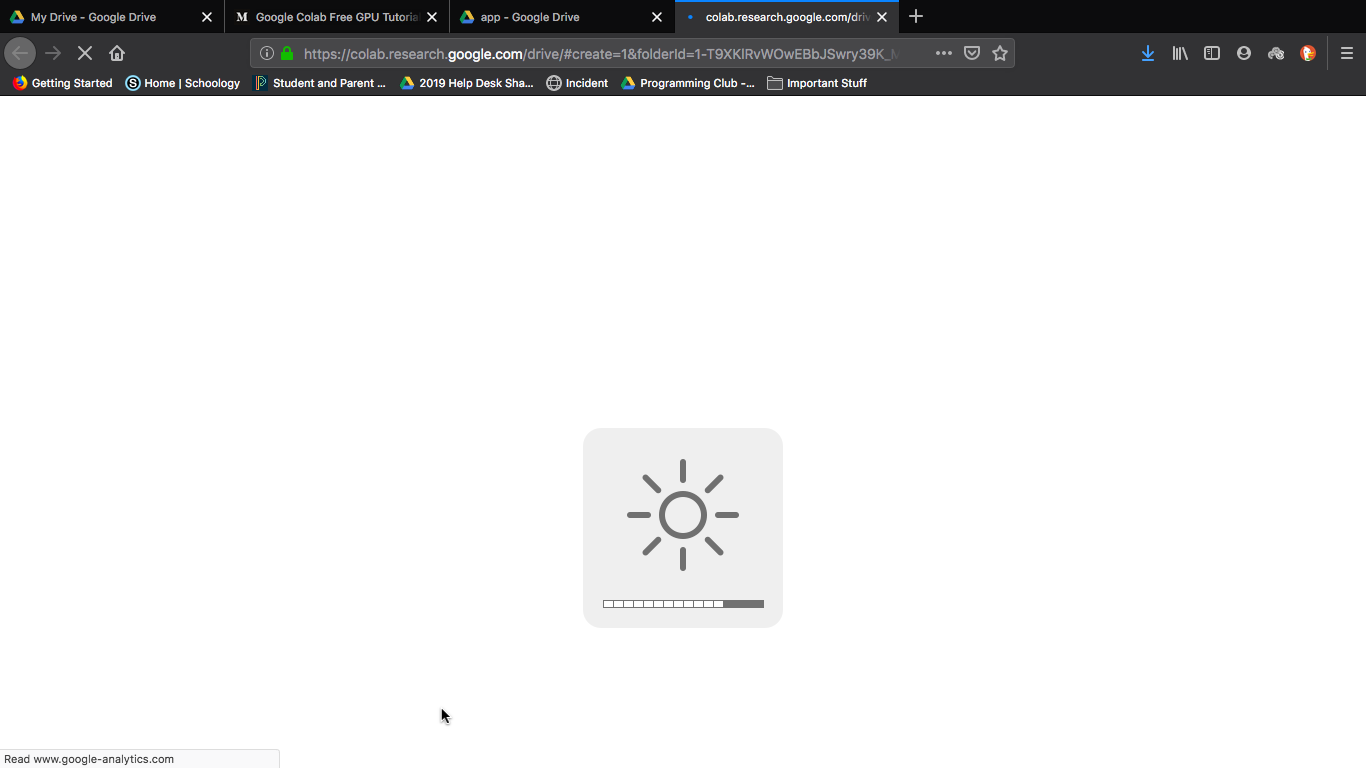 My Drive - Google Drive
M Google Colab Free GPU Tutoria
app - Google Drive
colab.research.google.com/driv
https://colab.research.google.com/drive/#create=1&folderId=1-T9XKlRvWOwEBbJSwry39K_M
Getting Started
S Home | Schoology
Student and Parent ...
2019 Help Desk Sha...
Incident
Programming Club -...
Important Stuff
Read www.google-analytics.com